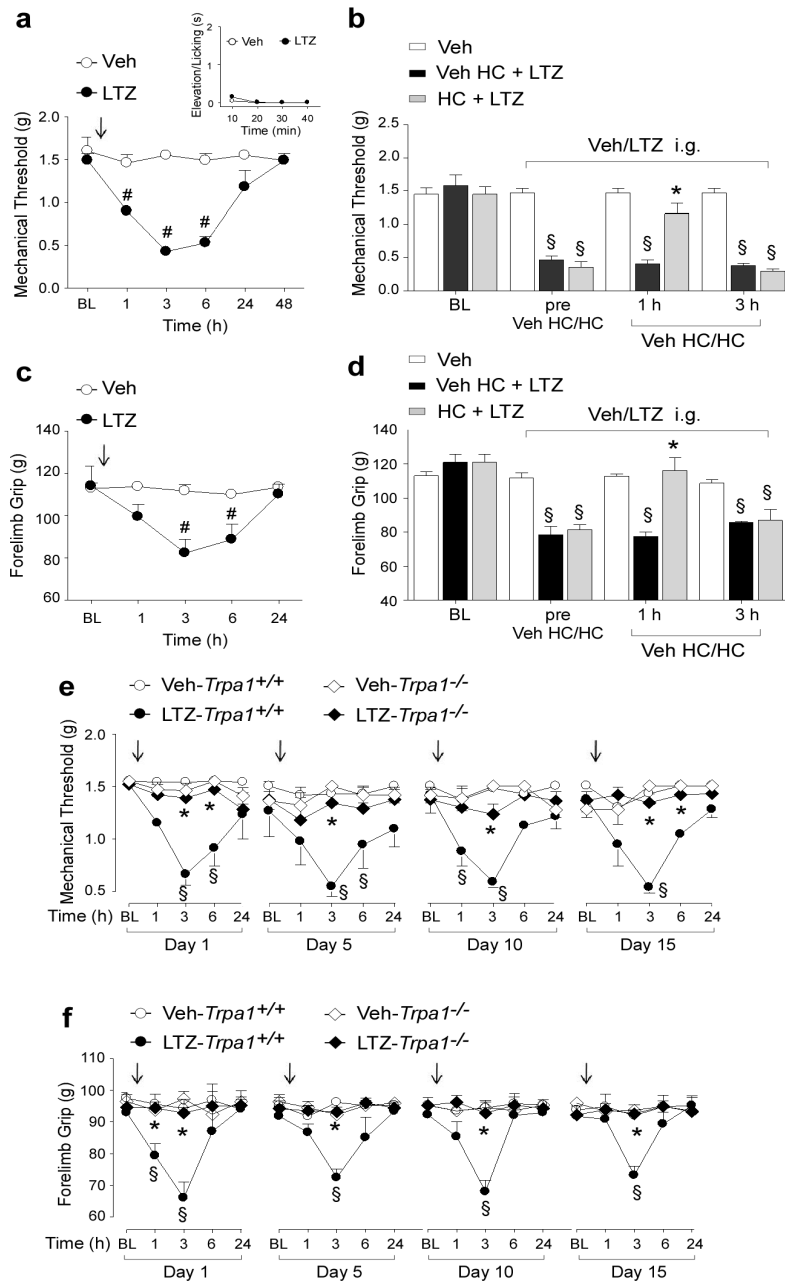 a
Veh
LTZ
Elevation/Licking (s)
2
1
0
Veh
LTZ
10 20 30 40
Time (min)
Mechanical Threshold (g)
2.0
1.5
1.0
0.5
0.0
# # #
BL 1 3 6 24 48
Time (h)
b
Veh
Veh HC + LTZ
HC + LTZ
Mechanical Threshold (g)
2.5
2.0
1.5
1.0
0.5
0.0
Veh/LTZ i.g.
§ § § * § §
BL pre 1 h 3 h
Veh HC/HC
Veh HC/HC
c
Veh
LTZ
Forelimb Grip (g)
140
120
100
80
60
# #
BL 1 3 6 24
Time (h)
d
Veh
Veh HC + LTZ
HC + LTZ
Forelimb Grip (g)
140
120
100
80
60
40
Veh/LTZ i.g.
§ § § * § §
BL pre 1 h 3 h
Veh HC/HC
Veh HC/HC
e
Veh-Trpa1+/+ Veh-Trpa1-/-
LTZ-Trpa1+/+ LTZ-Trpa1-/-
Mechanical Threshold (g)
2.0
1.5
1.0
0.5
* * * * * *
§ § § § § § §
Time (h) BL 1 3 6 24 BL 1 3 6 24 BL 1 3 6 24 BL 1 3 6 24
Day 1 Day 5 Day 10 Day 15
f
Veh-Trpa1+/+ Veh-Trpa1-/-
LTZ-Trpa1+/+ LTZ-Trpa1-/-
Forelimb Grip (g)
110
100
90
80
70
60
* * * * *
§ § § § §
Time (h) BL 1 3 6 24 BL 1 3 6 24 BL 1 3 6 24 BL 1 3 6 24
Day 1 Day 5 Day 10 Day 15